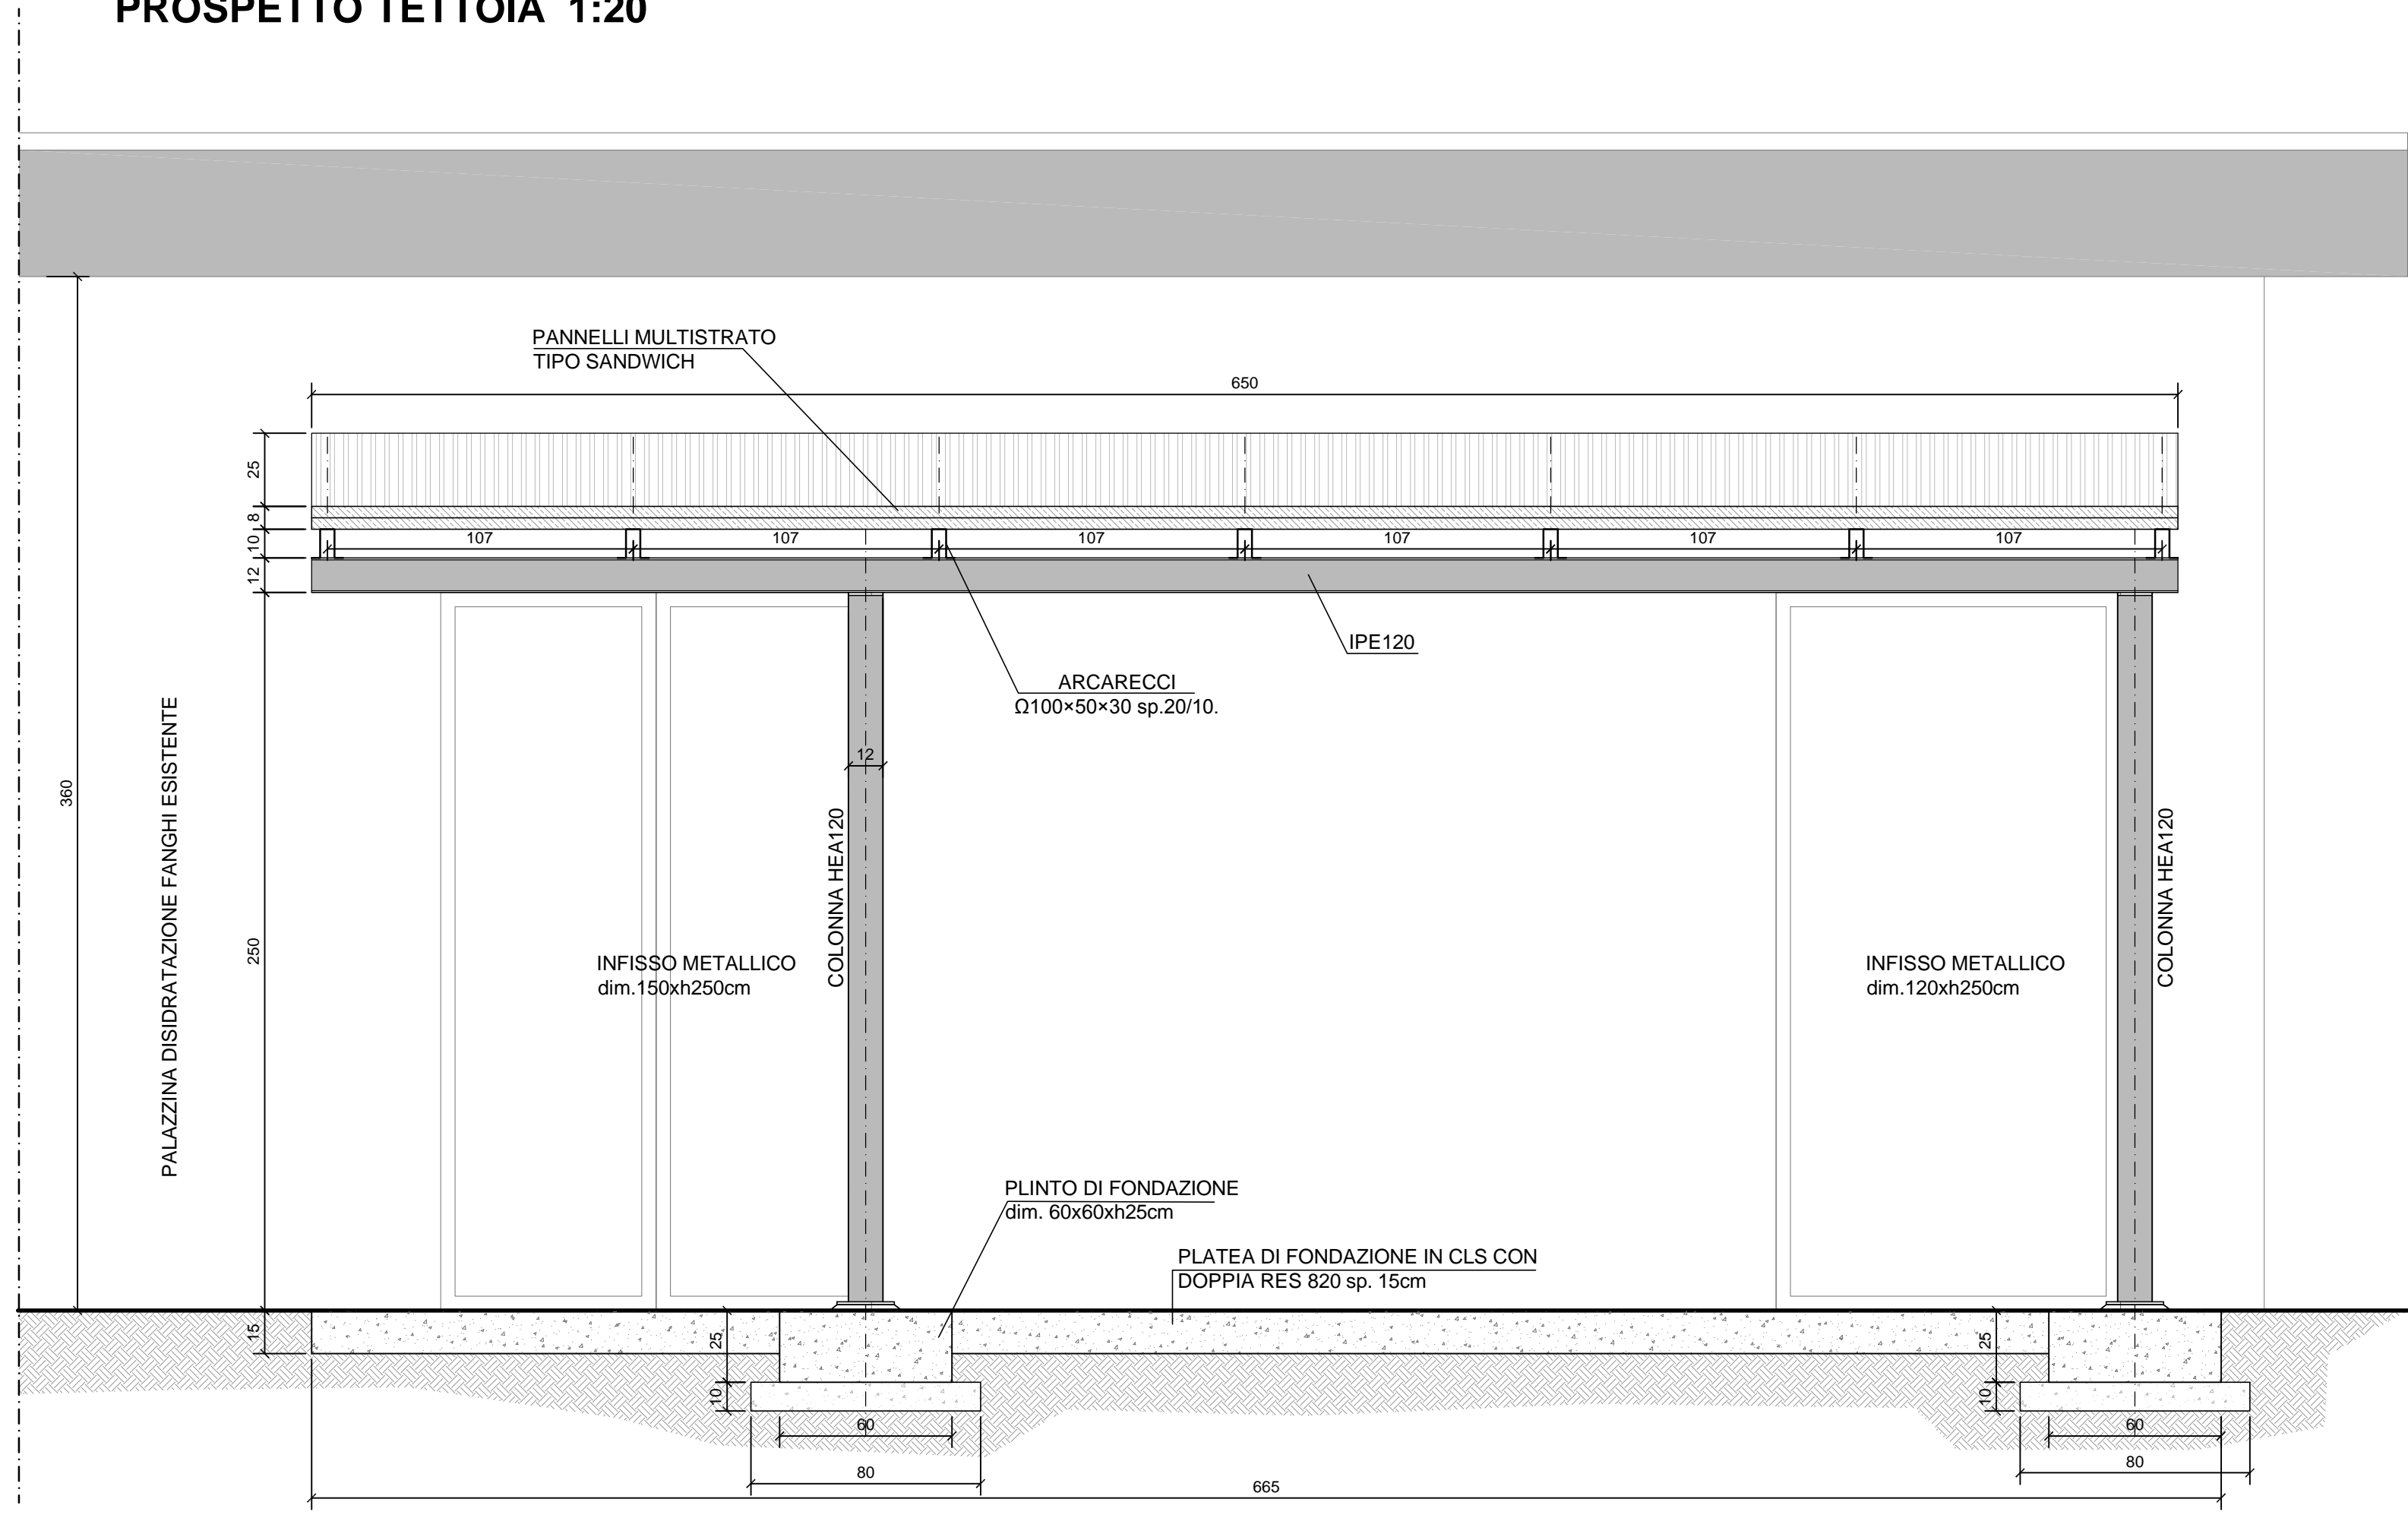 PROSPETTO TETTOIA 1:20
PANNELLI MULTISTRATO
TIPO SANDWICH
650
25
8
10
12
107
107
107
107
107
107
IPE120
ARCARECCI
Ω100×50×30 sp.20/10.
12
360
PALAZZINA DISIDRATAZIONE FANGHI ESISTENTE
250
COLONNA HEA120
COLONNA HEA120
INFISSO METALLICO
dim.150xh250cm
INFISSO METALLICO
dim.120xh250cm
PLINTO DI FONDAZIONE
dim. 60x60xh25cm
PLATEA DI FONDAZIONE IN CLS CON
DOPPIA RES 820 sp. 15cm
15
25
10
25
10
60
60
80
80
665